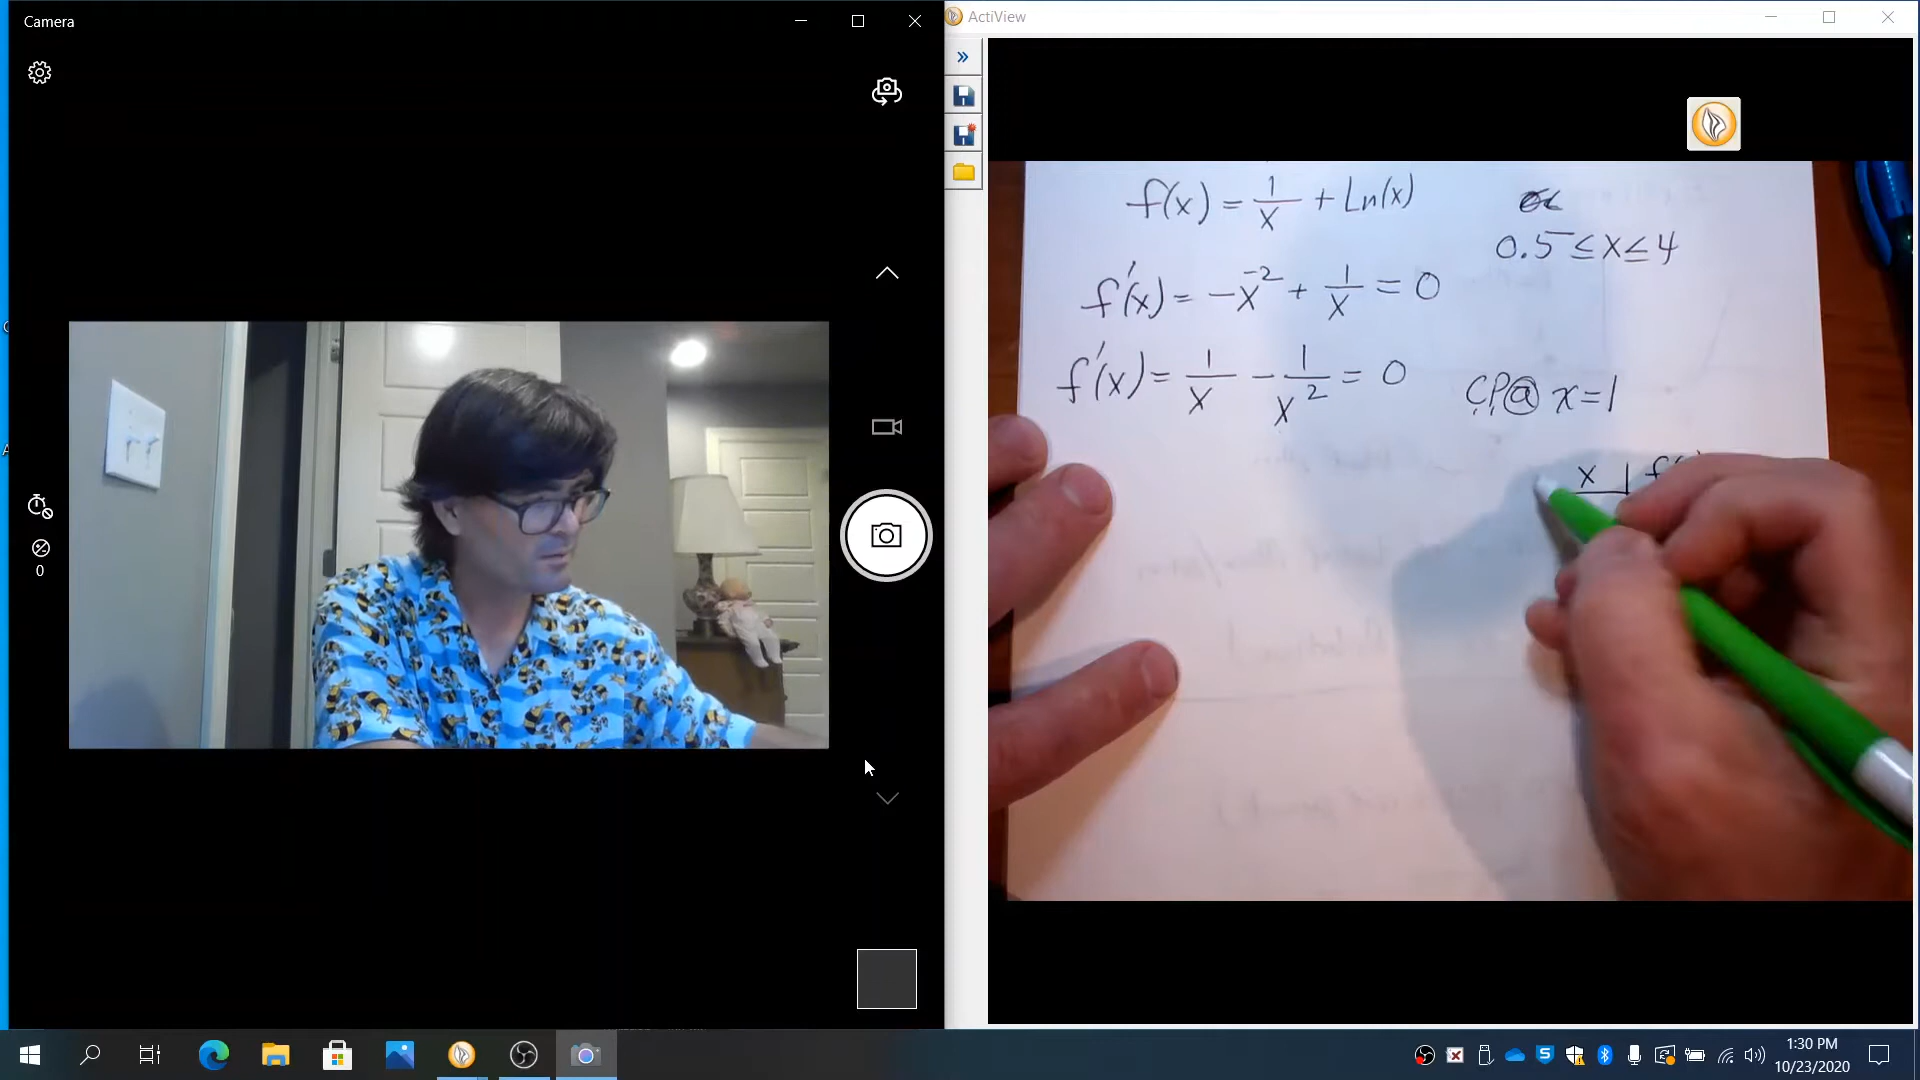 Camera
ActiView
f(x) = 1/x + Ln(x)
0.5 ≤ x ≤ 4
f'(x) = -x^-2 + 1/x = 0
f'(x) = 1/x - 1/x^2 = 0
C.P. @ x=1
x | f(
0
1:30 PM
10/23/2020